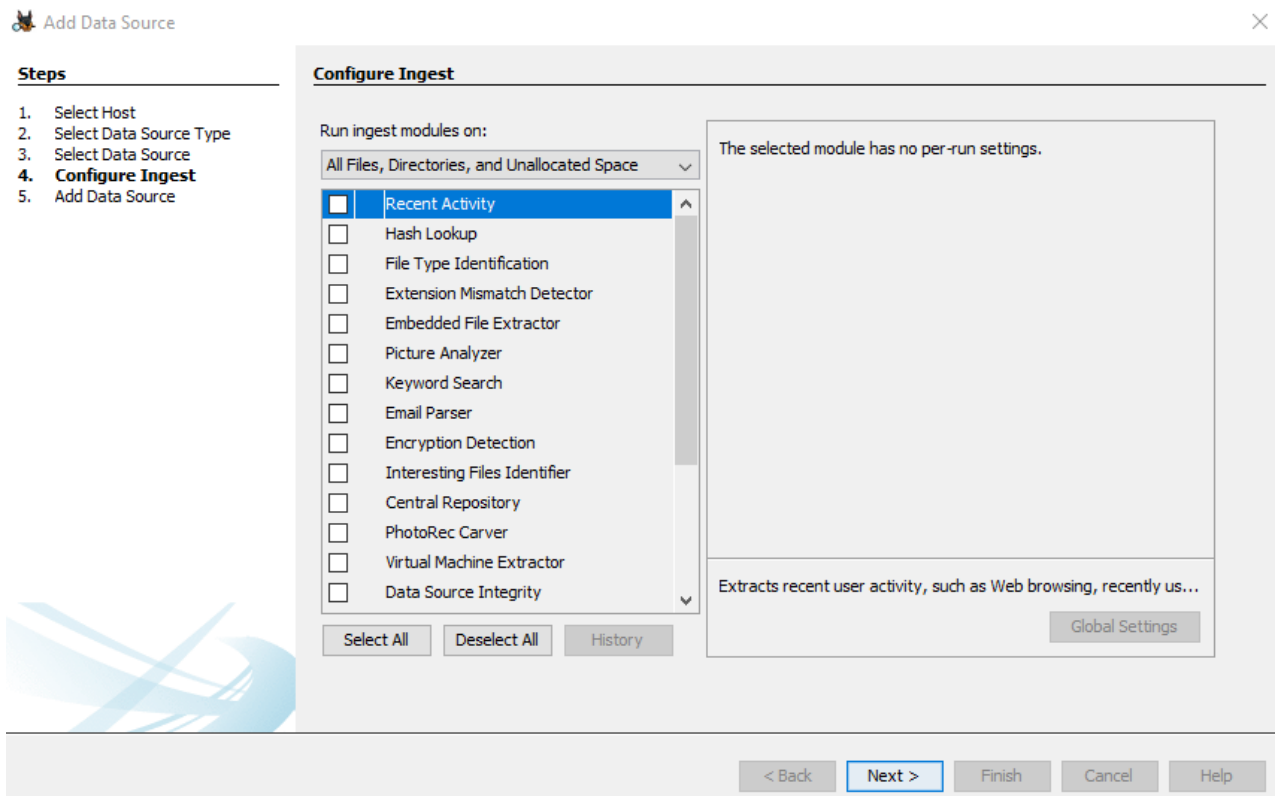 Add Data Source
Steps
1. Select Host
2. Select Data Source Type
3. Select Data Source
4. Configure Ingest
5. Add Data Source
Configure Ingest
Run ingest modules on:
All Files, Directories, and Unallocated Space
Recent Activity
Hash Lookup
File Type Identification
Extension Mismatch Detector
Embedded File Extractor
Picture Analyzer
Keyword Search
Email Parser
Encryption Detection
Interesting Files Identifier
Central Repository
PhotoRec Carver
Virtual Machine Extractor
Data Source Integrity
Select All
Deselect All
History
The selected module has no per-run settings.
Extracts recent user activity, such as Web browsing, recently us...
Global Settings
< Back
Next >
Finish
Cancel
Help